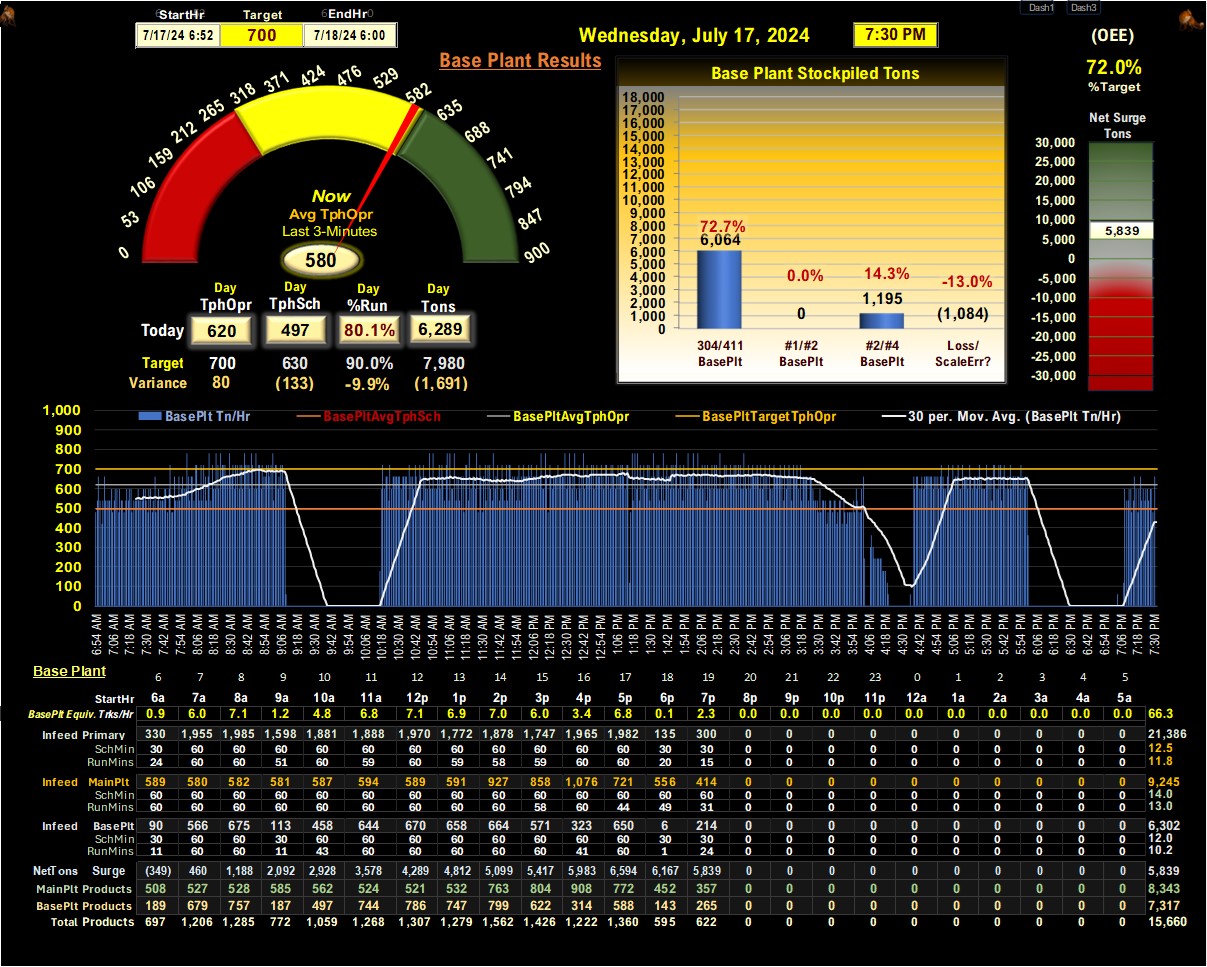 Dash1 Dash3
StartHr Target EndHr
7/17/24 6:52 700 7/18/24 6:00
Wednesday, July 17, 2024 7:30 PM
(OEE)
72.0%
%Target
Base Plant Results
0 53 106 159 212 265 318 371 424 476 529 582 635 688 741 794 847 900
Now
Avg TphOpr
Last 3-Minutes
580
Day Day Day Day
TphOpr TphSch %Run Tons
Today 620 497 80.1% 6,289
Target 700 630 90.0% 7,980
Variance 80 (133) -9.9% (1,691)
Base Plant Stockpiled Tons
18,000
17,000
16,000
15,000
14,000
13,000
12,000
11,000
10,000
9,000
8,000
7,000
6,000
5,000
4,000
3,000
2,000
1,000
0
72.7% 0.0% 14.3% -13.0%
6,064 0 1,195 (1,084)
304/411 #1/#2 #2/#4 Loss/
BasePlt BasePlt BasePlt ScaleErr?
Net Surge
Tons
30,000
25,000
20,000
15,000
10,000
5,000
0
-5,000
-10,000
-15,000
-20,000
-25,000
-30,000
5,839
BasePlt Tn/Hr BasePltAvgTphSch BasePltAvgTphOpr BasePltTargetTphOpr 30 per. Mov. Avg. (BasePlt Tn/Hr)
1,000
900
800
700
600
500
400
300
200
100
0
6:54 AM 7:06 AM 7:18 AM 7:30 AM 7:42 AM 7:54 AM 8:06 AM 8:18 AM 8:30 AM 8:42 AM 8:54 AM 9:06 AM 9:18 AM 9:30 AM 9:42 AM 9:54 AM 10:06 AM 10:18 AM 10:30 AM 10:42 AM 10:54 AM 11:06 AM 11:18 AM 11:30 AM 11:42 AM 11:54 AM 12:06 PM 12:18 PM 12:30 PM 12:42 PM 12:54 PM 1:06 PM 1:18 PM 1:30 PM 1:42 PM 1:54 PM 2:06 PM 2:18 PM 2:30 PM 2:42 PM 2:54 PM 3:06 PM 3:18 PM 3:30 PM 3:42 PM 3:54 PM 4:06 PM 4:18 PM 4:30 PM 4:42 PM 4:54 PM 5:06 PM 5:18 PM 5:30 PM 5:42 PM 5:54 PM 6:06 PM 6:18 PM 6:30 PM 6:42 PM 6:54 PM 7:06 PM 7:18 PM 7:30 PM
Base Plant
6 7 8 9 10 11 12 13 14 15 16 17 18 19 20 21 22 23 0 1 2 3 4 5
StartHr 6a 7a 8a 9a 10a 11a 12p 1p 2p 3p 4p 5p 6p 7p 8p 9p 10p 11p 12a 1a 2a 3a 4a 5a
BasePlt Equiv. Trks/Hr 0.9 6.0 7.1 1.2 4.8 6.8 7.1 6.9 7.0 6.0 3.4 6.8 0.1 2.3 0.0 0.0 0.0 0.0 0.0 0.0 0.0 0.0 0.0 0.0 66.3
Infeed Primary 330 1,955 1,985 1,598 1,881 1,888 1,970 1,772 1,878 1,747 1,965 1,982 135 300 0 0 0 0 0 0 0 0 0 0 21,386
SchMin 30 60 60 60 60 60 60 60 60 60 60 60 30 30 0 0 0 0 0 0 0 0 0 0 12.5
RunMins 24 60 60 51 60 59 60 59 58 59 60 60 20 15 0 0 0 0 0 0 0 0 0 0 11.8
Infeed MainPlt 589 580 582 581 587 594 589 591 927 858 1,076 721 556 414 0 0 0 0 0 0 0 0 0 0 9,245
SchMin 60 60 60 60 60 60 60 60 60 60 60 60 60 60 0 0 0 0 0 0 0 0 0 0 14.0
RunMins 60 60 60 60 60 60 60 60 60 58 60 44 49 31 0 0 0 0 0 0 0 0 0 0 13.0
Infeed BasePlt 90 566 675 113 458 644 670 658 664 571 323 650 6 214 0 0 0 0 0 0 0 0 0 0 6,302
SchMin 30 60 60 30 60 60 60 60 60 60 60 60 30 30 0 0 0 0 0 0 0 0 0 0 12.0
RunMins 11 60 60 11 43 60 60 60 60 60 41 60 1 24 0 0 0 0 0 0 0 0 0 0 10.2
NetTons Surge (349) 460 1,188 2,092 2,928 3,578 4,289 4,812 5,099 5,417 5,983 6,594 6,167 5,839 0 0 0 0 0 0 0 0 0 0 5,839
MainPlt Products 508 527 528 585 562 524 521 532 763 804 908 772 452 357 0 0 0 0 0 0 0 0 0 0 8,343
BasePlt Products 189 679 757 187 497 744 786 747 799 622 314 588 143 265 0 0 0 0 0 0 0 0 0 0 7,317
Total Products 697 1,206 1,285 772 1,059 1,268 1,307 1,279 1,562 1,426 1,222 1,360 595 622 0 0 0 0 0 0 0 0 0 0 15,660